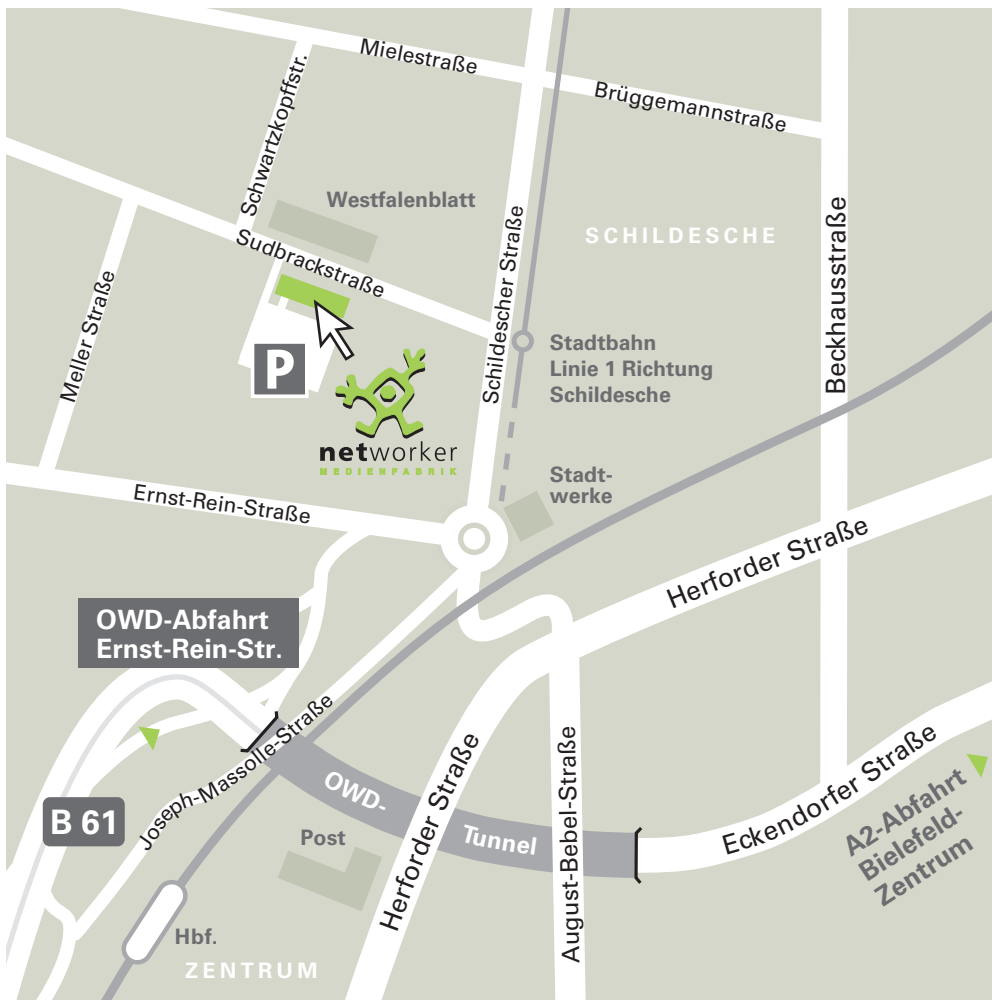 Mielestraße
Brüggemannstraße
Schwartzkopffstr.
Westfalenblatt
Sudbrackstraße
SCHILDESCHE
Schildescher Straße
Beckhausstraße
Meller Straße
P
Stadtbahn
Linie 1 Richtung
Schildesche
networker
MEDIENFABRIK
Stadt-
werke
Ernst-Rein-Straße
Herforder Straße
OWD-Abfahrt
Ernst-Rein-Str.
Joseph-Massolle-Straße
B 61
OWD-
Tunnel
Herforder Straße
August-Bebel-Straße
Eckendorfer Straße
A2-Abfahrt
Bielefeld-
Zentrum
Post
Hbf.
ZENTRUM